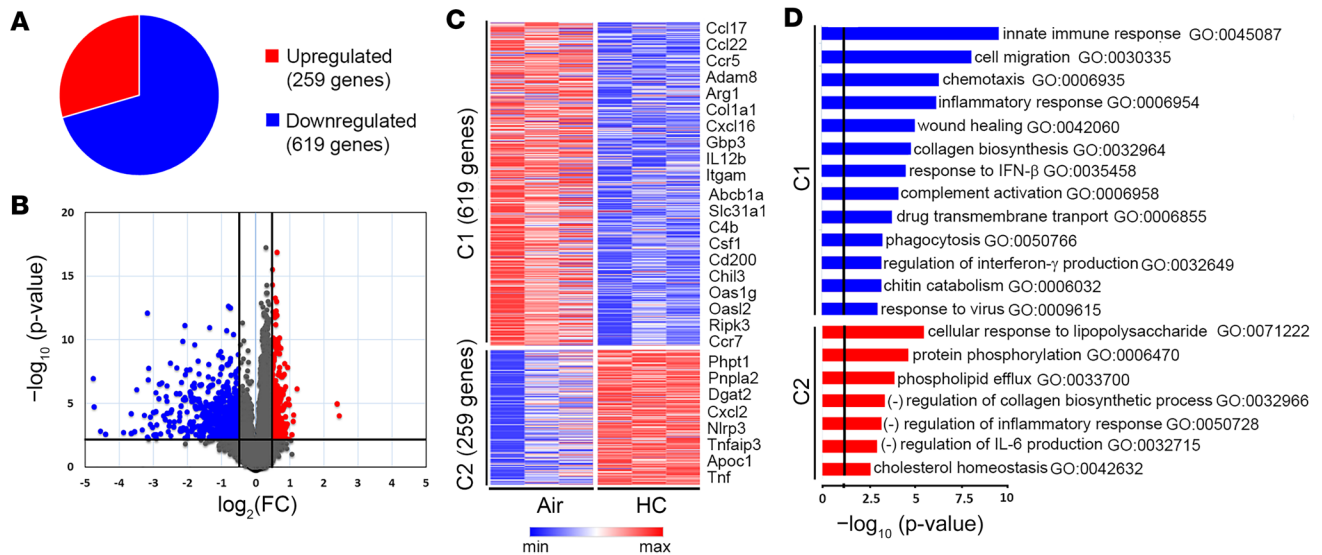 A
Upregulated
(259 genes)
Downregulated
(619 genes)
B
20
15
10
5
0
-5
-4
-3
-2
-1
0
1
2
3
4
5
−log10 (p-value)
log2(FC)
C
C1 (619 genes)
C2 (259 genes)
Ccl17
Ccl22
Ccr5
Adam8
Arg1
Col1a1
Cxcl16
Gbp3
IL12b
Itgam
Abcb1a
Slc31a1
C4b
Csf1
Cd200
Chil3
Oas1g
Oasl2
Ripk3
Ccr7
Phpt1
Pnpla2
Dgat2
Cxcl2
Nlrp3
Tnfaip3
Apoc1
Tnf
Air
HC
min
max
D
C1
C2
innate immune response GO:0045087
cell migration GO:0030335
chemotaxis GO:0006935
inflammatory response GO:0006954
wound healing GO:0042060
collagen biosynthesis GO:0032964
response to IFN-β GO:0035458
complement activation GO:0006958
drug transmembrane tranport GO:0006855
phagocytosis GO:0050766
regulation of interferon-γ production GO:0032649
chitin catabolism GO:0006032
response to virus GO:0009615
cellular response to lipopolysaccharide GO:0071222
protein phosphorylation GO:0006470
phospholipid efflux GO:0033700
(-) regulation of collagen biosynthetic process GO:0032966
(-) regulation of inflammatory response GO:0050728
(-) regulation of IL-6 production GO:0032715
cholesterol homeostasis GO:0042632
0
2.5
5
7.5
10
−log10 (p-value)